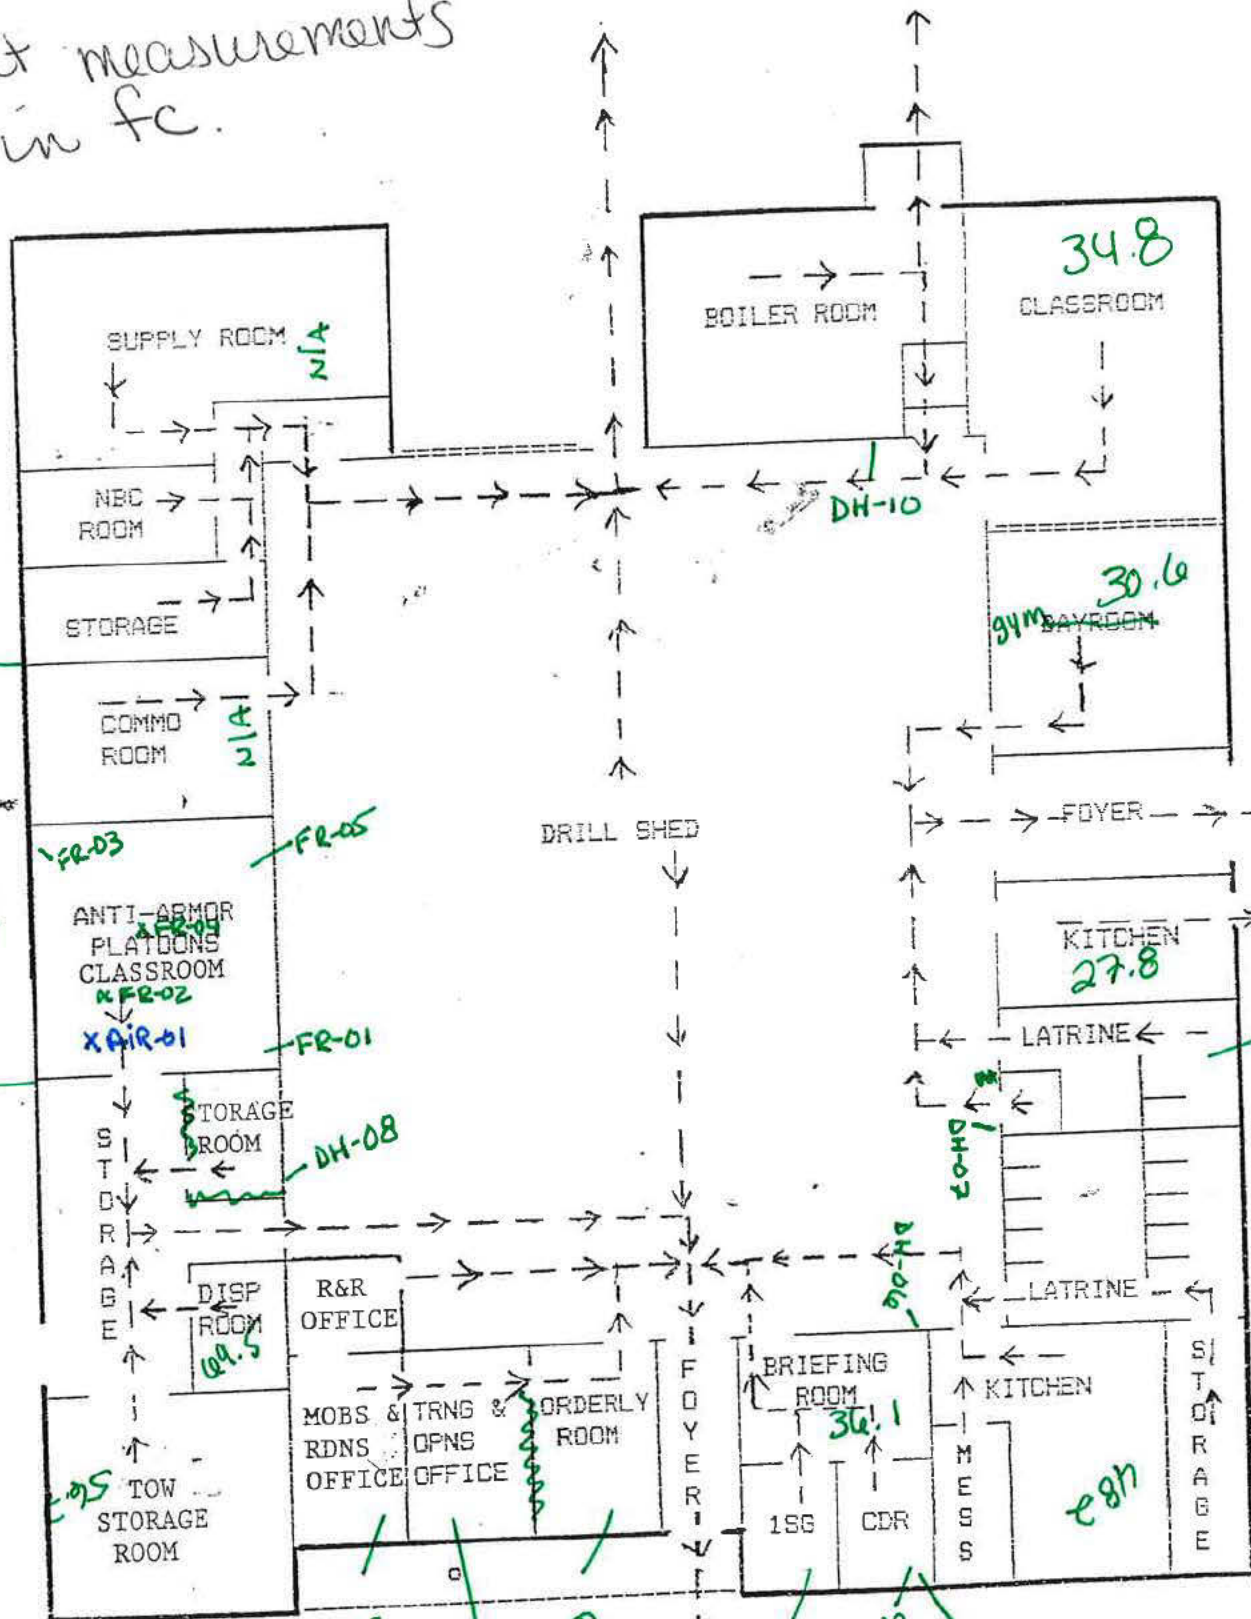 measurements
in fc.
34.8
BOILER ROOM
CLASSROOM
SUPPLY ROOM
N/A
DH-10
NBC
ROOM
30.6
gym
DAYROOM
STORAGE
COMMO
ROOM
N/A
FOYER
DRILL SHED
FR-03
FR-05
ANTI-ARMOR
XFR-04
PLATOONS
CLASSROOM
FR-02
KITCHEN
27.8
XAIR-01
FR-01
LATRINE
STORAGE
ROOM
DH-08
DH-07
STORAGE
DH-06
DISP
ROOM
69.5
R&R
OFFICE
LATRINE
BRIEFING
ROOM
36.1
KITCHEN
STORAGE
MOBS &
RDNS
OFFICE
TRNG &
OPNS
OFFICE
ORDERLY
ROOM
FOYER
TOW
STORAGE
ROOM
1SG
CDR
MESS